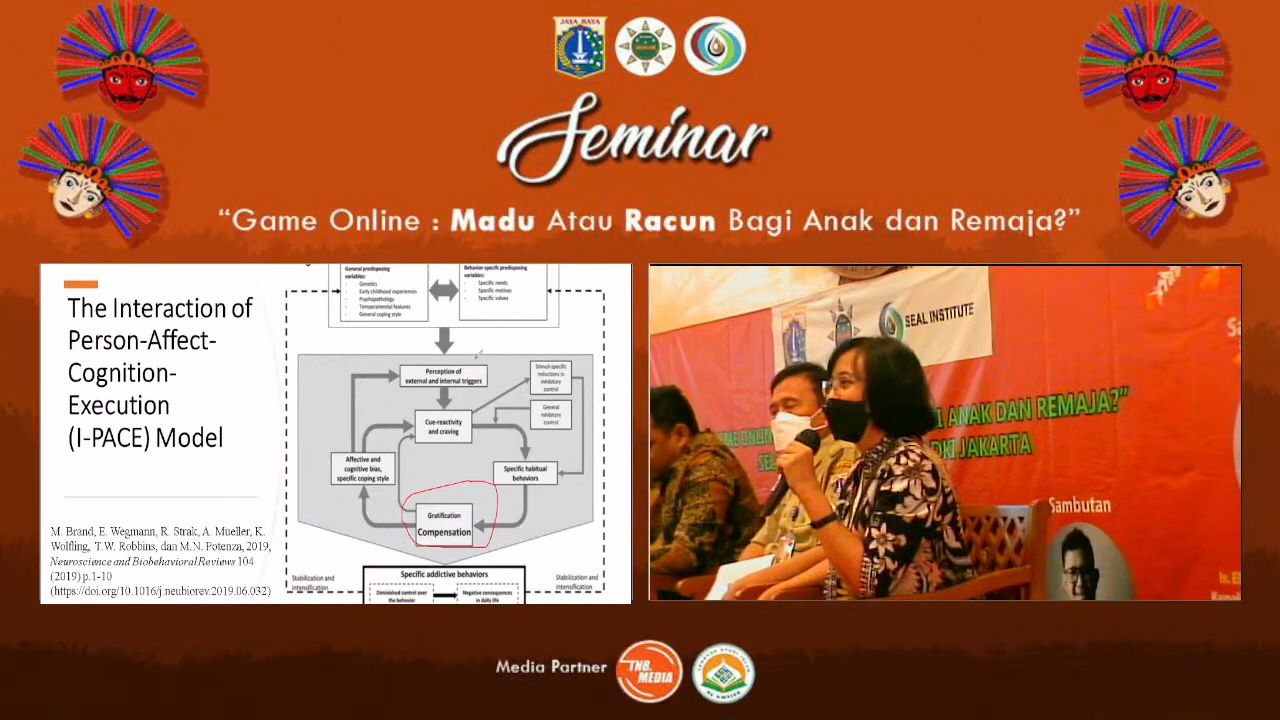 JAYA RAYA
Seminar
“Game Online : Madu Atau Racun Bagi Anak dan Remaja?”
The Interaction of
Person-Affect-
Cognition-
Execution
(I-PACE) Model
M. Brand, E. Wegmann, R. Strak, A. Mueller, K.
Wolfling, T.W. Robbins, dan M.N. Potenza, 2019,
Neuroscience and Biobehavioral Reviews 104
(2019) p.1-10
(https://doi.org/10.1016/j.neubiorev.2019.06.032)
General predisposing
variables:
- Genetics
- Early childhood experiences
- Psychopathology
- Temperamental features
- General coping style
Behavior-specific predisposing
variables:
- Specific needs
- Specific motives
- Specific values
Perception of
external and internal triggers
Stimuli-specific
reductions in
inhibitory
control
Cue-reactivity
and craving
General
inhibitory
control
Affective and
cognitive bias,
specific coping style
Specific habitual
behaviors
Gratification
Compensation
Stabilization and
intensification
Specific addictive behaviors
Diminished control over
the behavior
Negative consequences
in daily life
Stabilization and
intensification
SEAL INSTITUTE
ANAK DAN REMAJA?”
DKI JAKARTA
Sambutan
Media Partner
TNB.
MEDIA